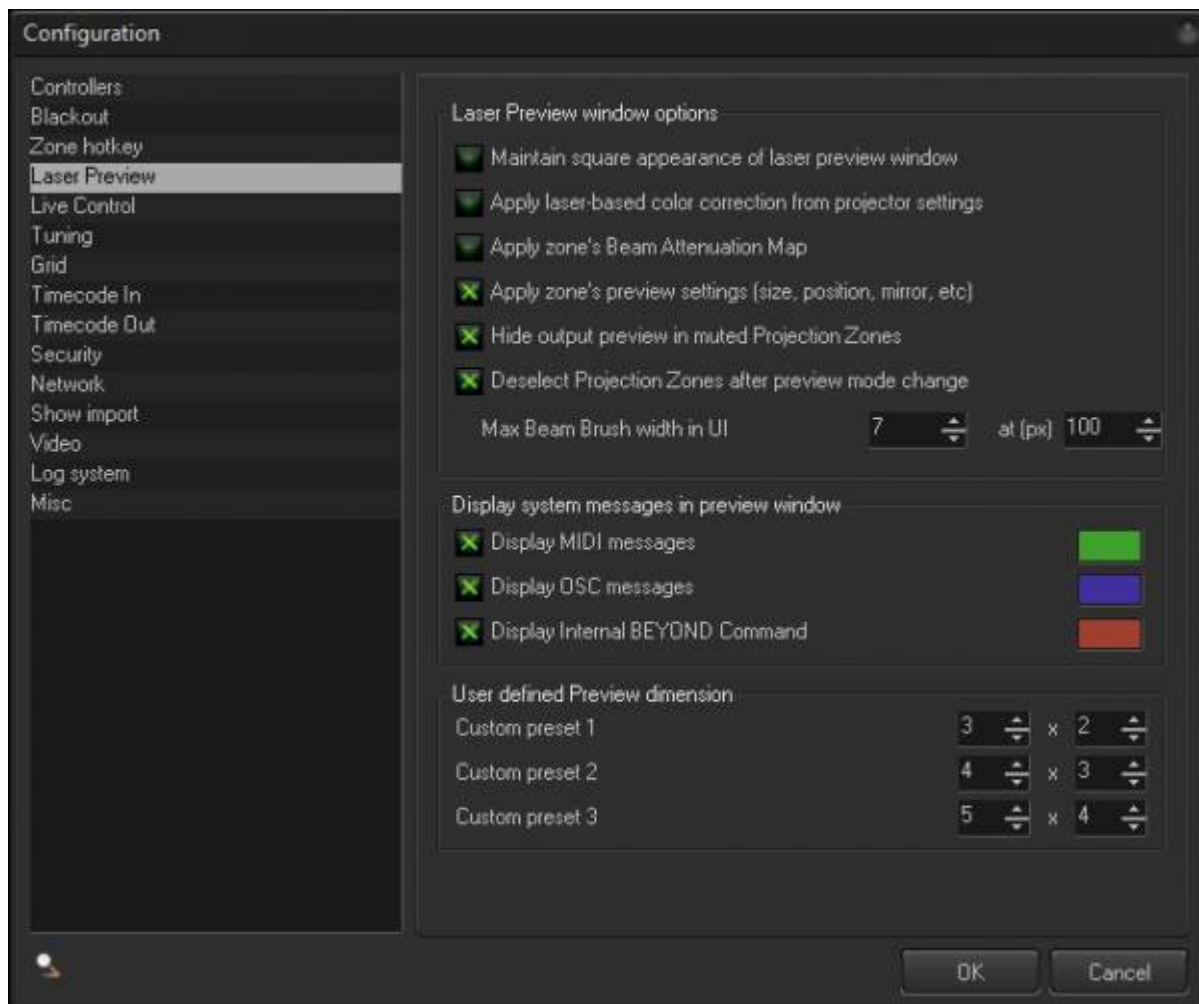 Configuration
Controllers
Blackout
Zone hotkey
Laser Preview
Live Control
Tuning
Grid
Timecode In
Timecode Out
Security
Network
Show import
Video
Log system
Misc
Laser Preview window options
Maintain square appearance of laser preview window
Apply laser-based color correction from projector settings
Apply zone's Beam Attenuation Map
Apply zone's preview settings (size, position, mirror, etc)
Hide output preview in muted Projection Zones
Deselect Projection Zones after preview mode change
Max Beam Brush width in UI 7 at (px) 100
Display system messages in preview window
Display MIDI messages
Display OSC messages
Display Internal BEYOND Command
User defined Preview dimension
Custom preset 1 3 x 2
Custom preset 2 4 x 3
Custom preset 3 5 x 4
OK Cancel